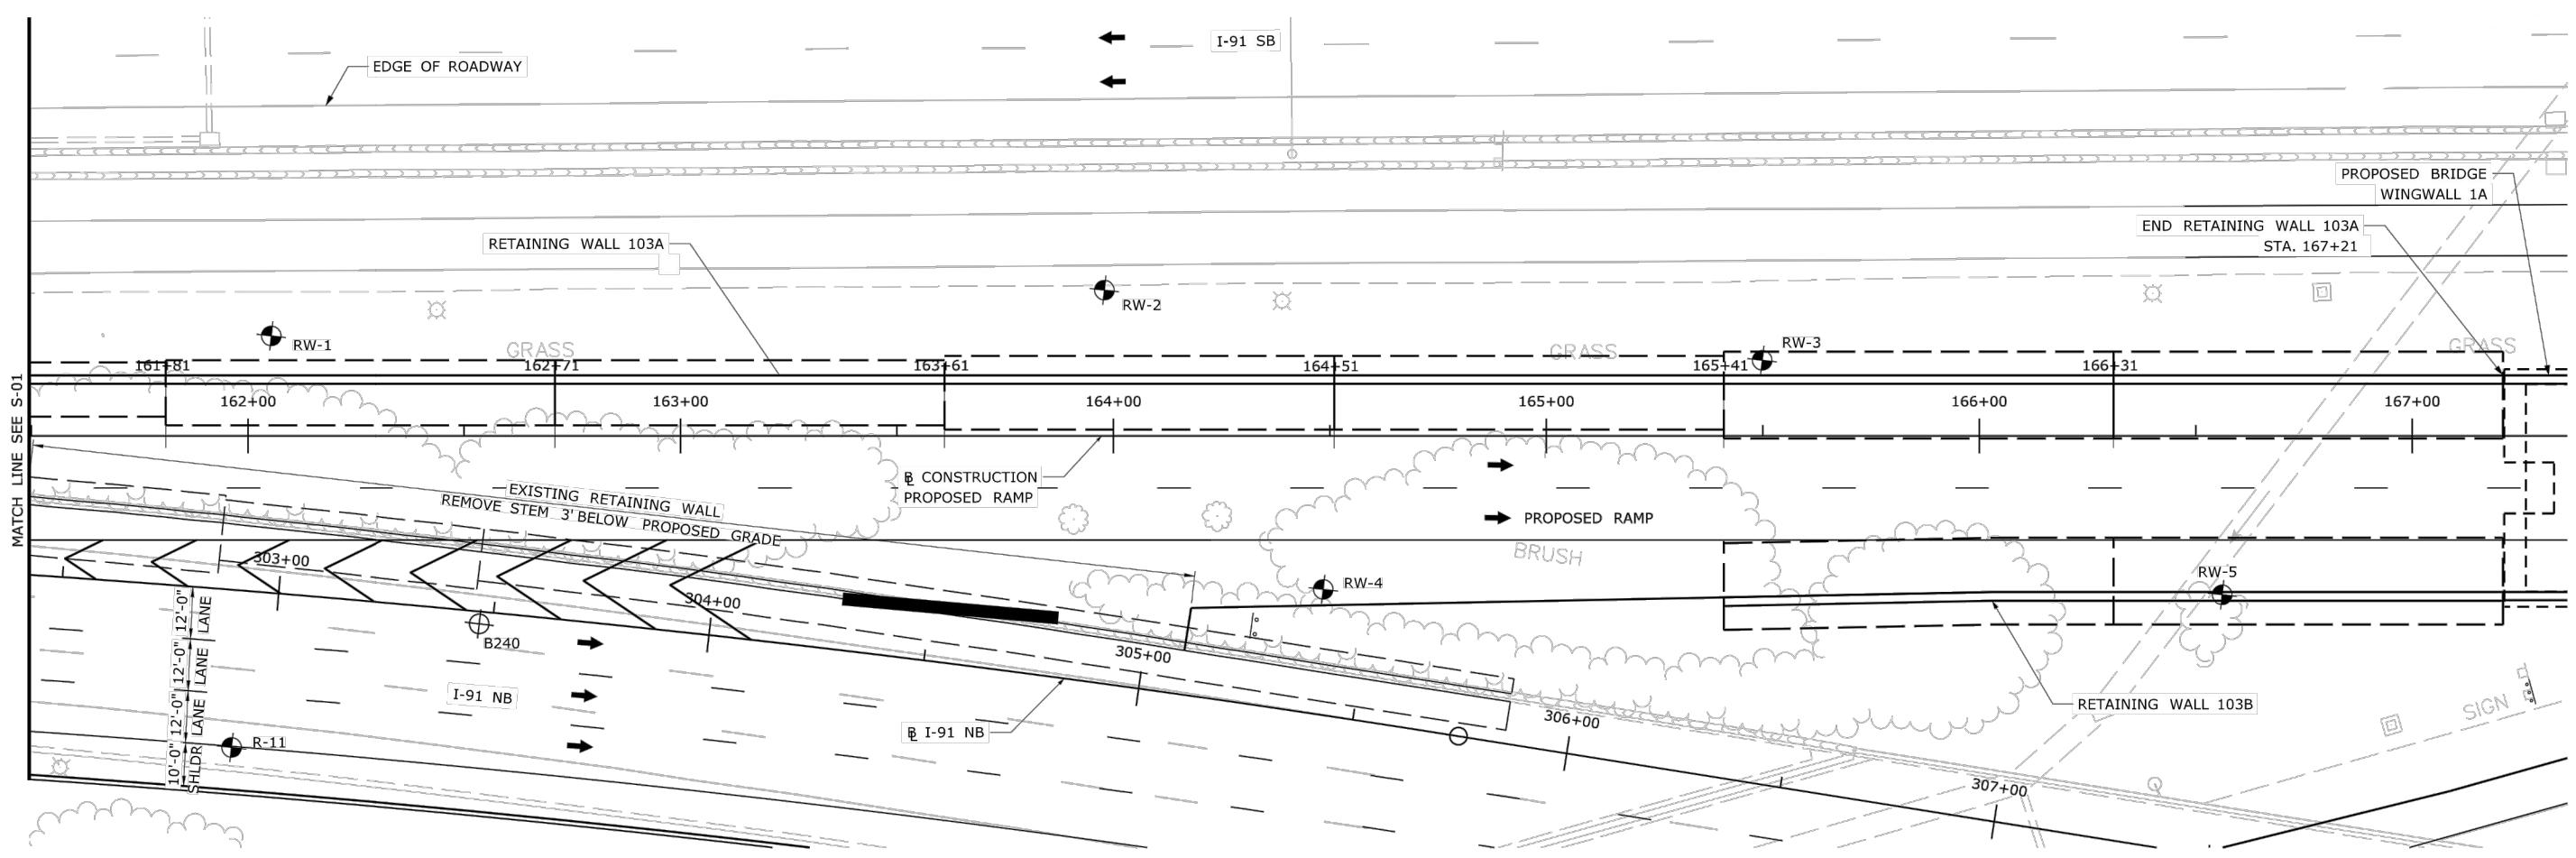 I-91 SB
EDGE OF ROADWAY
PROPOSED BRIDGE
WINGWALL 1A
RETAINING WALL 103A
END RETAINING WALL 103A
STA. 167+21
RW-2
RW-1
RW-3
GRASS
GRASS
GRASS
161+81
162+71
163+61
164+51
165+41
166+31
162+00
163+00
164+00
165+00
166+00
167+00
MATCH LINE SEE S-01
℄ CONSTRUCTION
PROPOSED RAMP
EXISTING RETAINING WALL
REMOVE STEM 3' BELOW PROPOSED GRADE
PROPOSED RAMP
BRUSH
303+00
304+00
305+00
306+00
307+00
RW-4
RW-5
B240
12'-0" LANE
12'-0" LANE
12'-0" LANE
10'-0" SHLDR
I-91 NB
R-11
℄ I-91 NB
RETAINING WALL 103B
SIGN